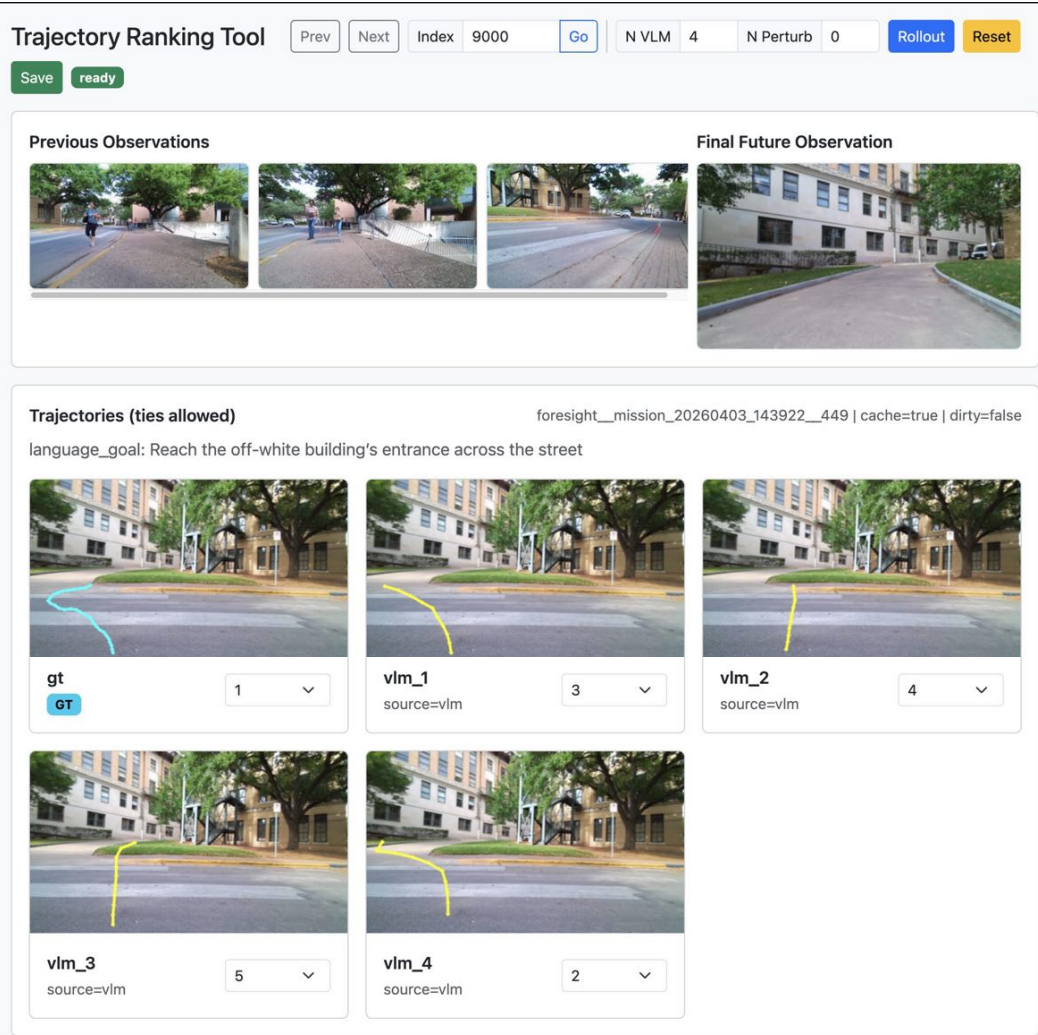 Trajectory Ranking Tool
Prev
Next
Index 9000 Go
N VLM 4
N Perturb 0
Rollout
Reset
Save
ready
Previous Observations
Final Future Observation
Trajectories (ties allowed)
foresight__mission_20260403_143922__449 | cache=true | dirty=false
language_goal: Reach the off-white building’s entrance across the street
gt
GT
1
vlm_1
source=vlm
3
vlm_2
source=vlm
4
vlm_3
source=vlm
5
vlm_4
source=vlm
2